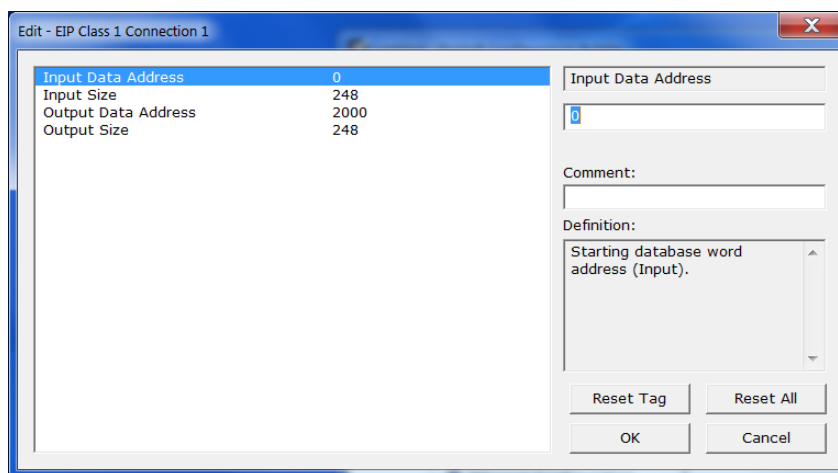 Edit - EIP Class 1 Connection 1
Input Data Address 0
Input Size 248
Output Data Address 2000
Output Size 248
Input Data Address
0
Comment:
Definition:
Starting database word
address (Input).
Reset Tag Reset All
OK Cancel